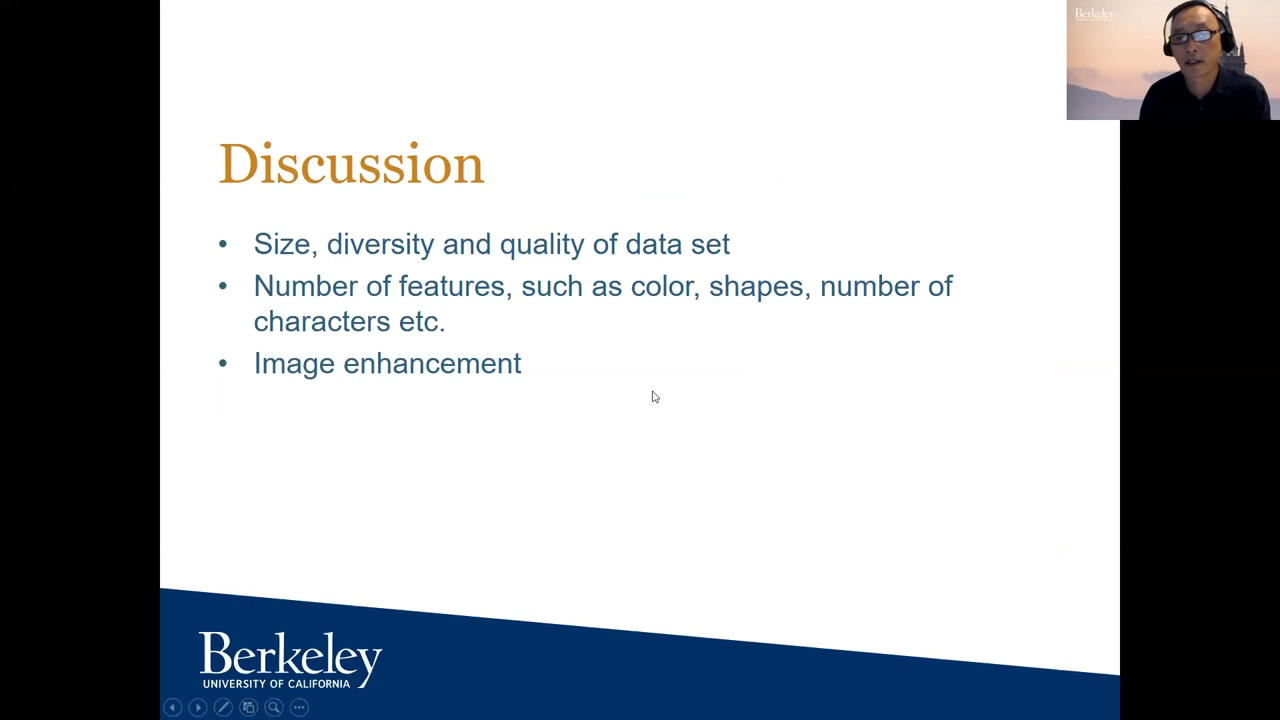 Berkeley
Discussion
• Size, diversity and quality of data set
• Number of features, such as color, shapes, number of
characters etc.
• Image enhancement
Berkeley
UNIVERSITY OF CALIFORNIA